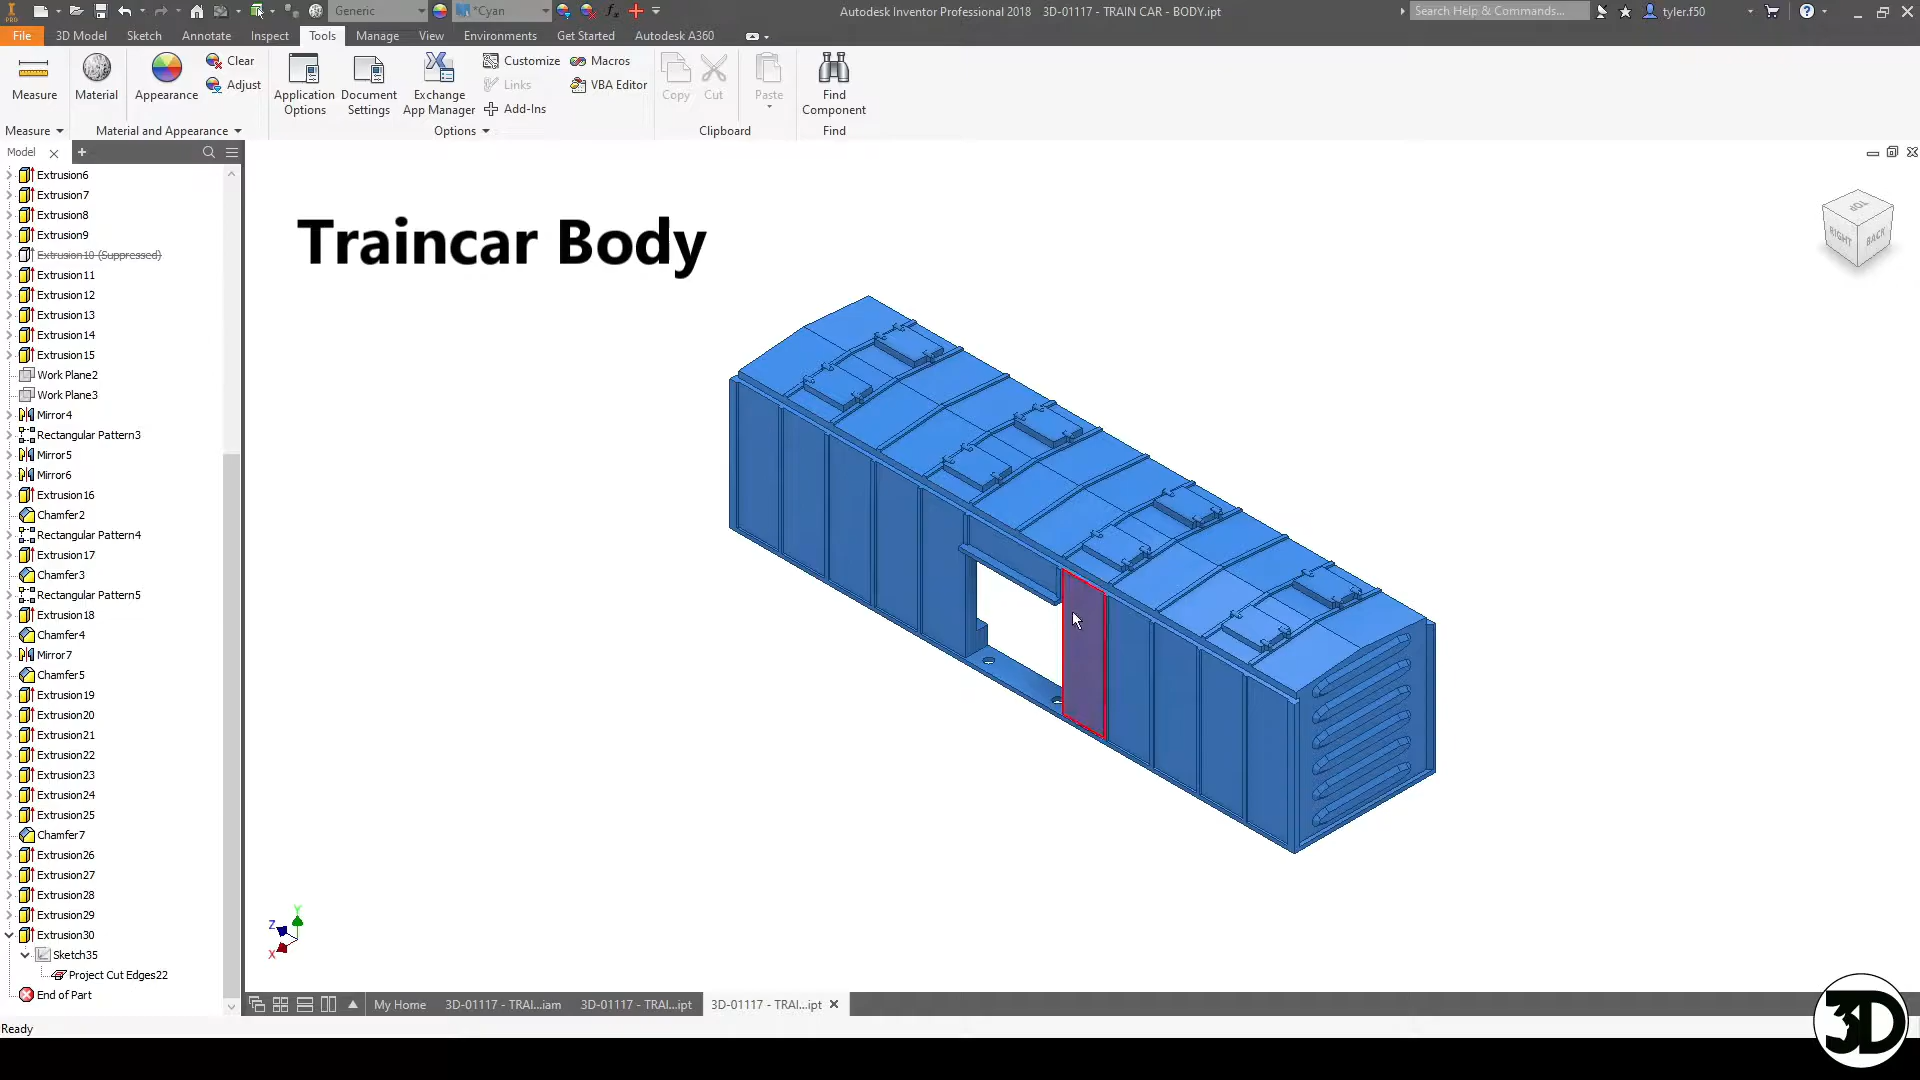 PRO
Generic
*Cyan
Autodesk Inventor Professional 2018 3D-01117 - TRAIN CAR - BODY.ipt
Search Help & Commands...
tyler.f50
File 3D Model Sketch Annotate Inspect Tools Manage View Environments Get Started Autodesk A360
Measure
Material
Appearance
Clear
Adjust
Application Options
Document Settings
Exchange App Manager
Customize
Links
Add-Ins
Macros
VBA Editor
Copy
Cut
Paste
Find Component
Measure
Material and Appearance
Options
Clipboard
Find
Model
Extrusion6
Extrusion7
Extrusion8
Extrusion9
Extrusion10 (Suppressed)
Extrusion11
Extrusion12
Extrusion13
Extrusion14
Extrusion15
Work Plane2
Work Plane3
Mirror4
Rectangular Pattern3
Mirror5
Mirror6
Extrusion16
Chamfer2
Rectangular Pattern4
Extrusion17
Chamfer3
Rectangular Pattern5
Extrusion18
Chamfer4
Mirror7
Chamfer5
Extrusion19
Extrusion20
Extrusion21
Extrusion22
Extrusion23
Extrusion24
Extrusion25
Chamfer7
Extrusion26
Extrusion27
Extrusion28
Extrusion29
Extrusion30
Sketch35
Project Cut Edges22
End of Part
Traincar Body
TOP
RIGHT
BACK
Y
Z
X
My Home
3D-01117 - TRAI...iam
3D-01117 - TRAI...ipt
3D-01117 - TRAI...ipt
Ready
3D